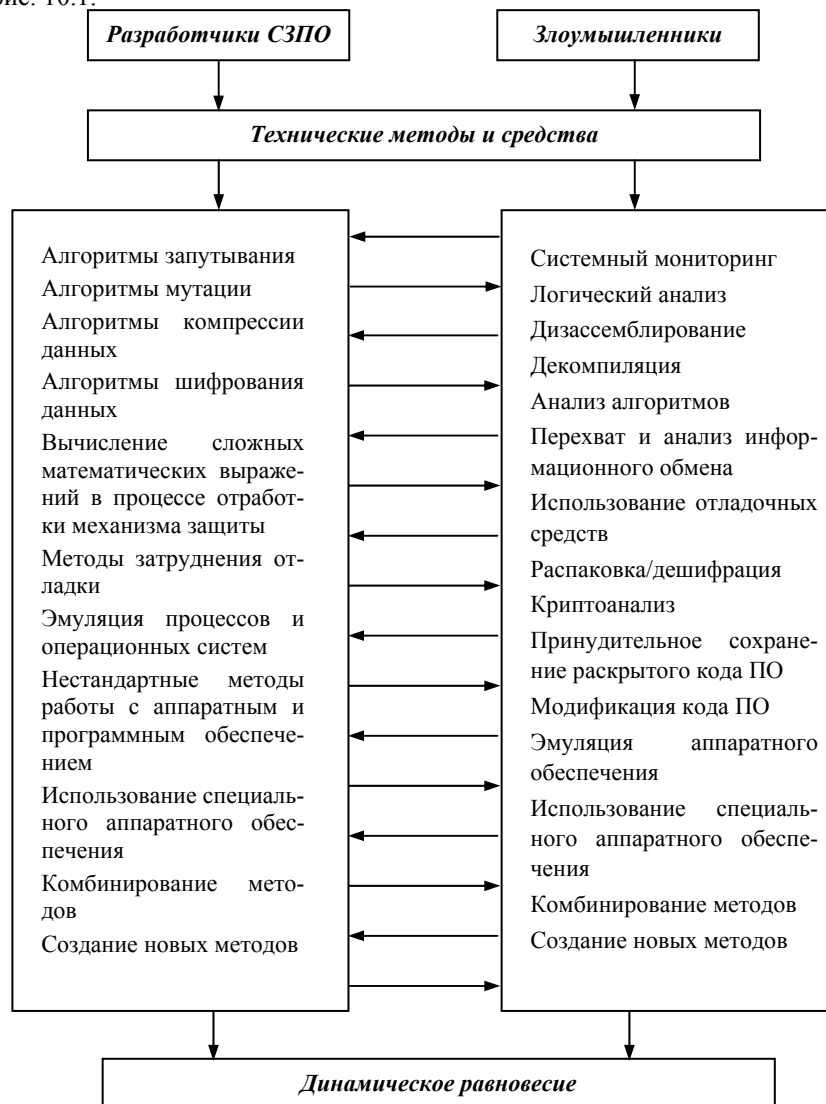 рис. 10.1.
Разработчики СЗПО
Злоумышленники
Технические методы и средства
Алгоритмы запутывания
Алгоритмы мутации
Алгоритмы компрессии
данных
Алгоритмы шифрования
данных
Вычисление сложных
математических выраже-
ний в процессе отработ-
ки механизма защиты
Методы затруднения от-
ладки
Эмуляция процессов и
операционных систем
Нестандартные методы
работы с аппаратным и
программным обеспече-
нием
Использование специаль-
ного аппаратного обес-
печения
Комбинирование мето-
дов
Создание новых методов
Системный мониторинг
Логический анализ
Дизассемблирование
Декомпиляция
Анализ алгоритмов
Перехват и анализ инфор-
мационного обмена
Использование отладочных
средств
Распаковка/дешифрация
Криптоанализ
Принудительное сохране-
ние раскрытого кода ПО
Модификация кода ПО
Эмуляция аппаратного
обеспечения
Использование специаль-
ного аппаратного обеспе-
чения
Комбинирование методов
Создание новых методов
Динамическое равновесие